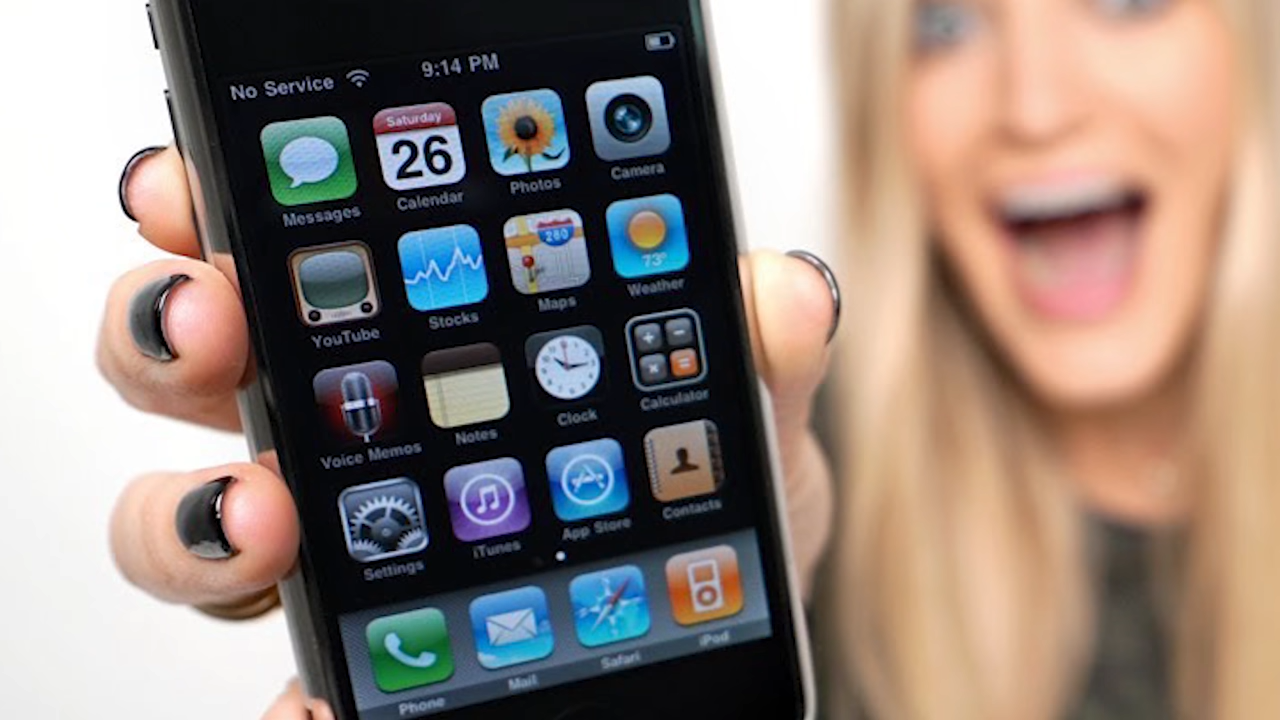 No Service 9:14 PM
Saturday
26
Messages Calendar Photos Camera
280
73°
YouTube Stocks Maps Weather
Voice Memos Notes Clock Calculator
Settings iTunes App Store Contacts
Phone Mail Safari iPod